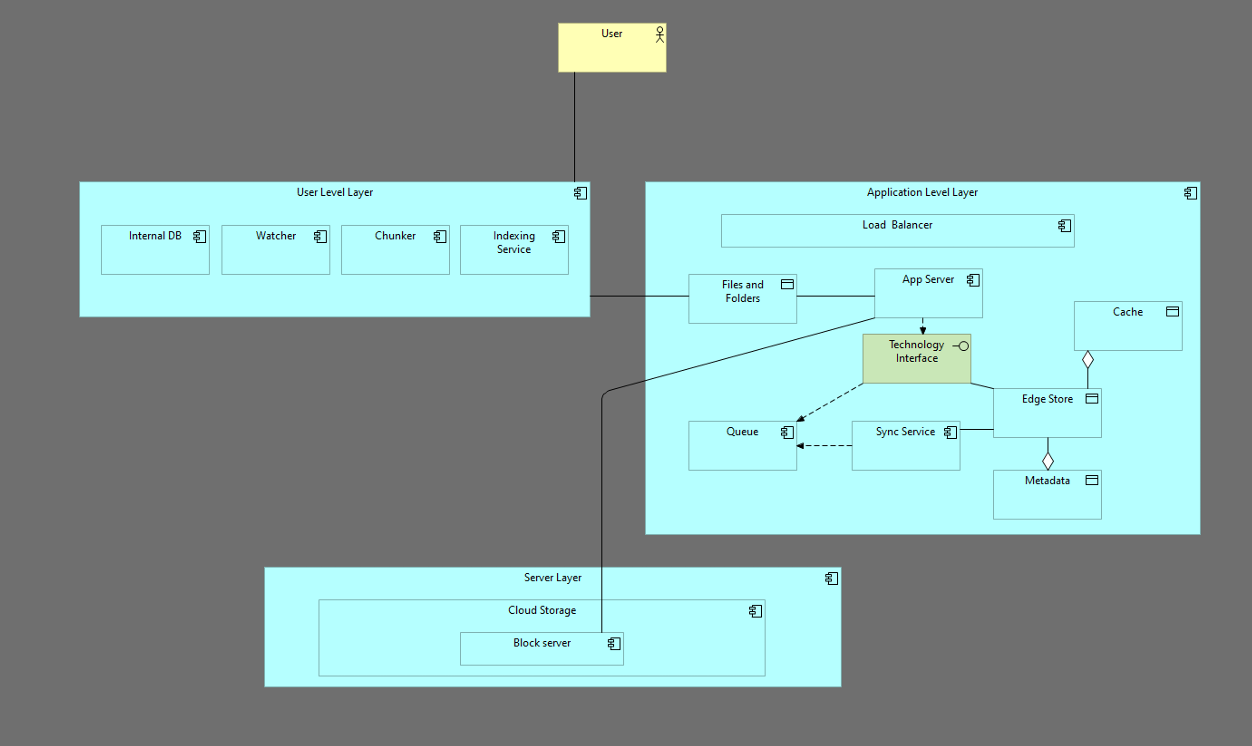 User
User Level Layer
Internal DB
Watcher
Chunker
Indexing
Service
Application Level Layer
Load  Balancer
Files and
Folders
App Server
Cache
Technology
Interface
Edge Store
Queue
Sync Service
Metadata
Server Layer
Cloud Storage
Block server